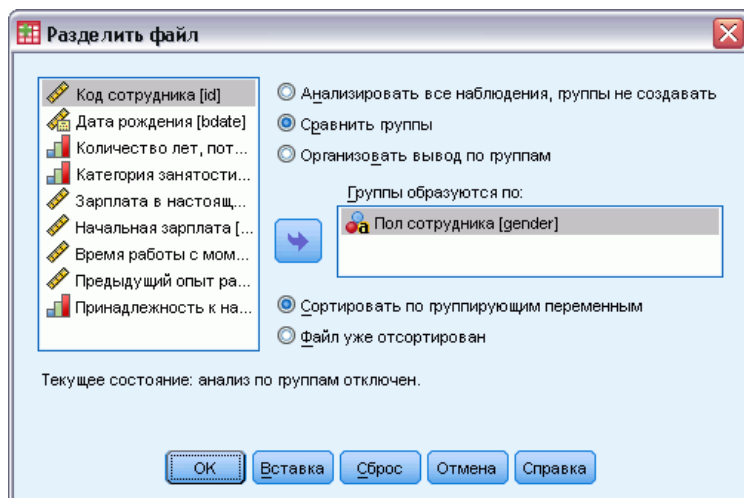 Разделить файл
Код сотрудника [id]
Дата рождения [bdate]
Количество лет, пот...
Категория занятости...
Зарплата в настоящ...
Начальная зарплата [...
Время работы с мом...
Предыдущий опыт ра...
Принадлежность к на...
Анализировать все наблюдения, группы не создавать
Сравнить группы
Организовать вывод по группам
Группы образуются по:
Пол сотрудника [gender]
Сортировать по группирующим переменным
Файл уже отсортирован
Текущее состояние: анализ по группам отключен.
OK Вставка Сброс Отмена Справка